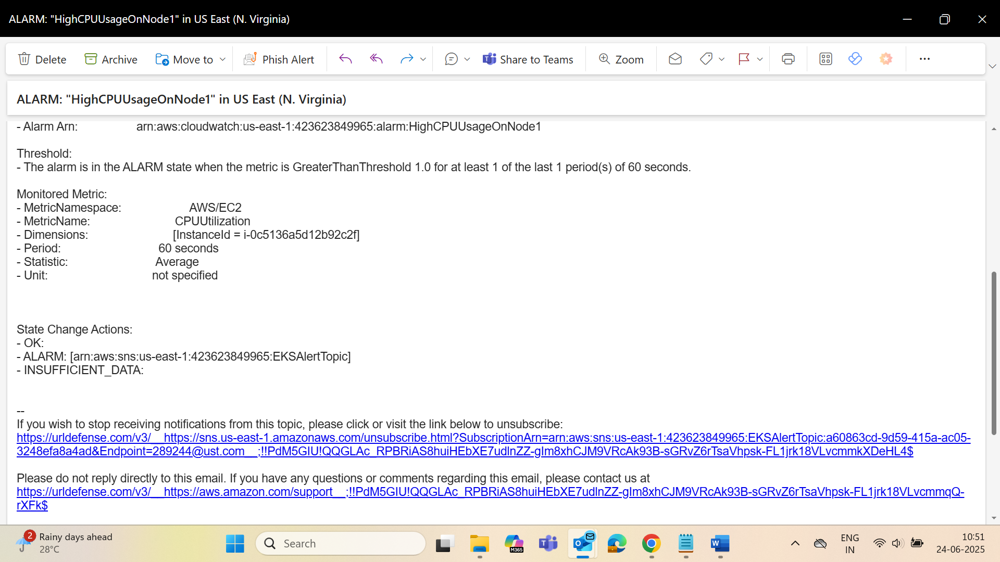 ALARM: "HighCPUUsageOnNode1" in US East (N. Virginia)
Delete Archive Move to Phish Alert Share to Teams Zoom
ALARM: "HighCPUUsageOnNode1" in US East (N. Virginia)
- Alarm Arn: arn:aws:cloudwatch:us-east-1:423623849965:alarm:HighCPUUsageOnNode1
Threshold:
- The alarm is in the ALARM state when the metric is GreaterThanThreshold 1.0 for at least 1 of the last 1 period(s) of 60 seconds.
Monitored Metric:
- MetricNamespace: AWS/EC2
- MetricName: CPUUtilization
- Dimensions: [InstanceId = i-0c5136a5d12b92c2f]
- Period: 60 seconds
- Statistic: Average
- Unit: not specified
State Change Actions:
- OK:
- ALARM: [arn:aws:sns:us-east-1:423623849965:EKSAlertTopic]
- INSUFFICIENT_DATA:
--
If you wish to stop receiving notifications from this topic, please click or visit the link below to unsubscribe:
https://urldefense.com/v3/__https://sns.us-east-1.amazonaws.com/unsubscribe.html?SubscriptionArn=arn:aws:sns:us-east-1:423623849965:EKSAlertTopic:a60863cd-9d59-415a-ac05-
3248efa8a4ad&Endpoint=289244@ust.com__;!!PdM5GIU!QQGLAc_RPBRiAS8huiHEbXE7udlnZZ-glm8xhCJM9VRcAk93B-sGRvZ6rTsaVhpsk-FL1jrk18VLvcmmkXDeHL4$
Please do not reply directly to this email. If you have any questions or comments regarding this email, please contact us at
https://urldefense.com/v3/__https://aws.amazon.com/support__;!!PdM5GIU!QQGLAc_RPBRiAS8huiHEbXE7udlnZZ-glm8xhCJM9VRcAk93B-sGRvZ6rTsaVhpsk-FL1jrk18VLvcmmqQ-
rXFk$
2
Rainy days ahead
28°C
Search
M365
ENG
IN
10:51
24-06-2025